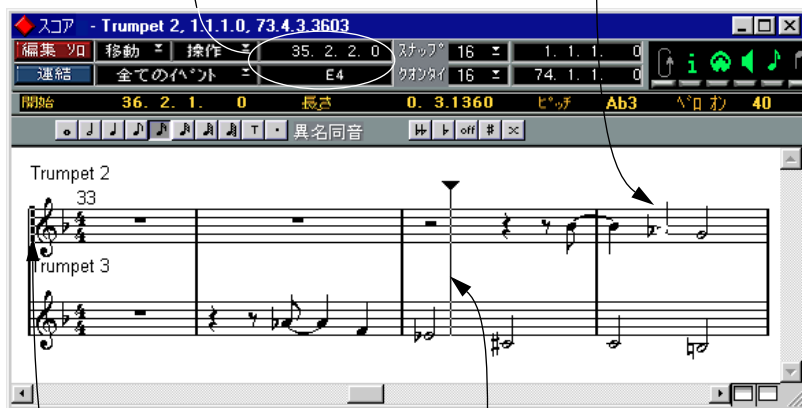 スコア - Trumpet 2, 1.1.1.0, 73.4.3.3603
編集 ソロ 移動 操作 35. 2. 2. 0 スナップ 16 1. 1. 1. 0
連結 全てのイベント E4 クオンタイ 16 74. 1. 1. 0
開始 36. 2. 1. 0 長さ 0. 3.1360 ピッチ Ab3 ベロ オン 40
T 異名同音 off
Trumpet 2
33
Trumpet 3